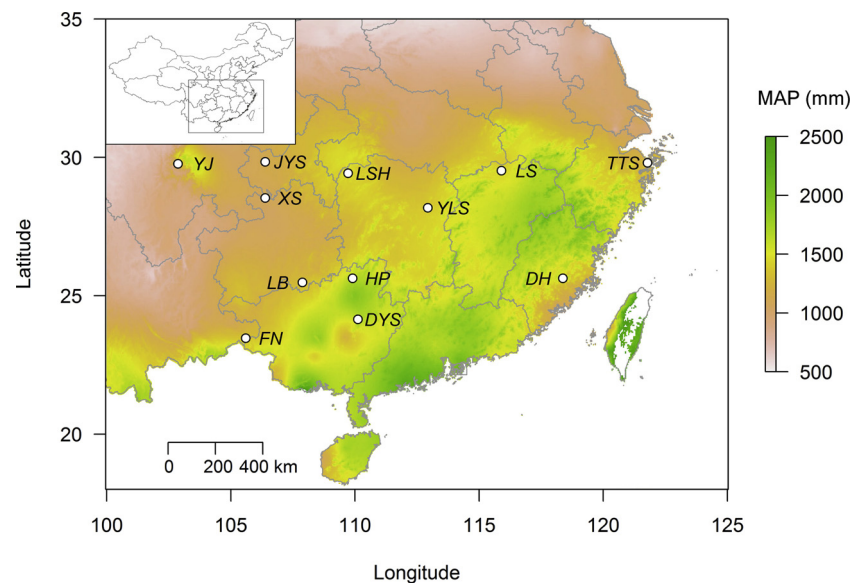 35
MAP (mm)
2500
30
YJ
JYS
LSH
LS
TTS
2000
XS
YLS
Latitude
1500
LB
HP
DH
25
1000
DYS
FN
500
20
0 200 400 km
100 105 110 115 120 125
Longitude